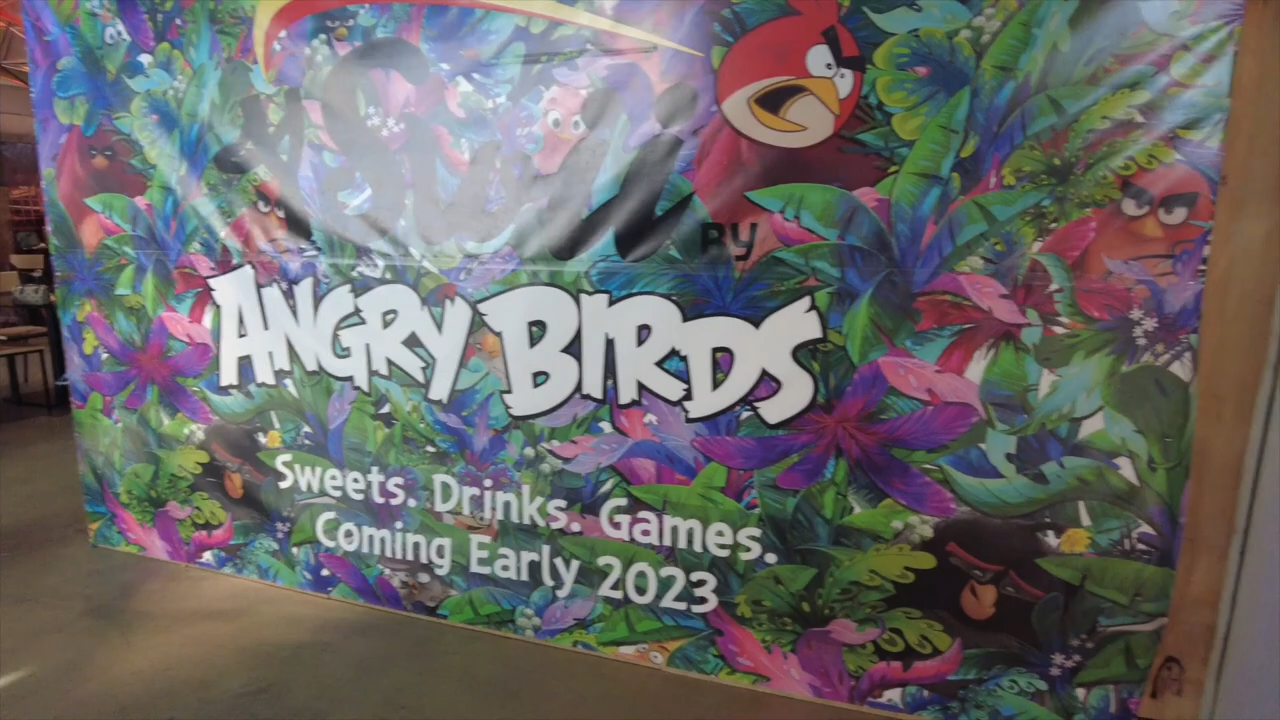 BY
ANGRY BIRDS
Sweets. Drinks. Games.
Coming Early 2023